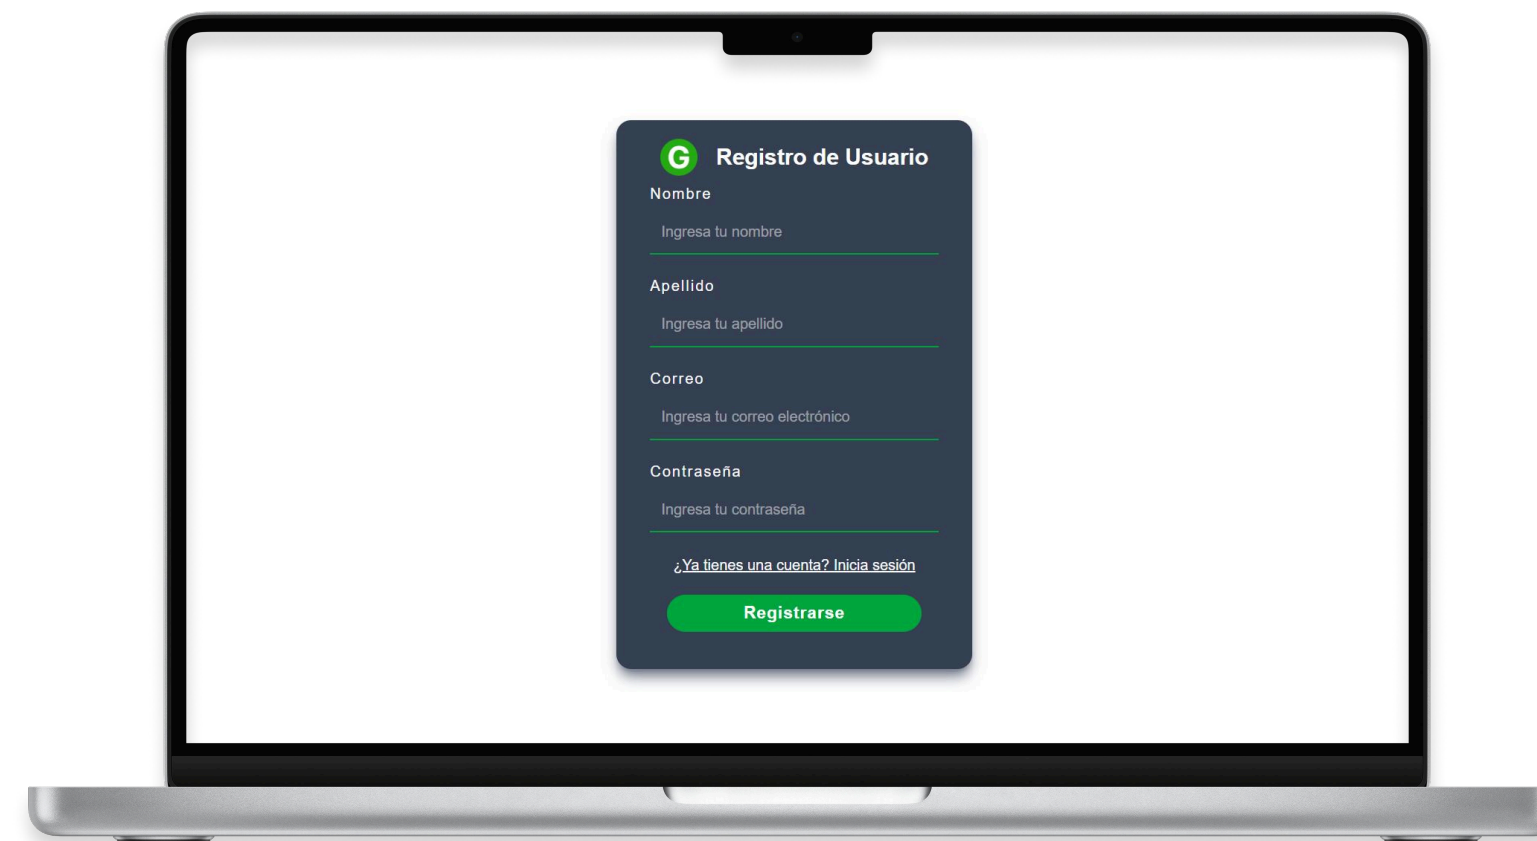 G Registro de Usuario
Nombre
Ingresa tu nombre
Apellido
Ingresa tu apellido
Correo
Ingresa tu correo electrónico
Contraseña
Ingresa tu contraseña
¿Ya tienes una cuenta? Inicia sesión
Registrarse